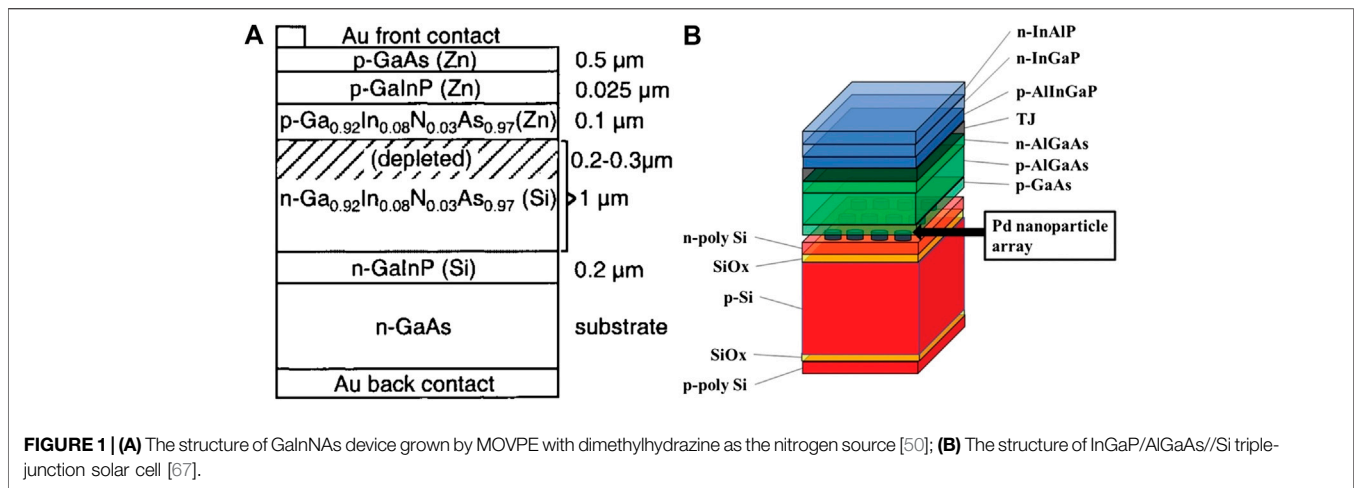 A
Au front contact
p-GaAs (Zn) 0.5 μm
p-GaInP (Zn) 0.025 μm
p-Ga0.92In0.08N0.03As0.97(Zn) 0.1 μm
(depleted) 0.2-0.3μm
n-Ga0.92In0.08N0.03As0.97 (Si) 1 μm
n-GaInP (Si) 0.2 μm
n-GaAs substrate
Au back contact
B
n-InAlP
n-InGaP
p-AlInGaP
TJ
n-AlGaAs
p-AlGaAs
p-GaAs
Pd nanoparticle
array
n-poly Si
SiOx
p-Si
SiOx
p-poly Si
FIGURE 1 | (A) The structure of GaInNAs device grown by MOVPE with dimethylhydrazine as the nitrogen source [50]; (B) The structure of InGaP/AlGaAs//Si triple-
junction solar cell [67].